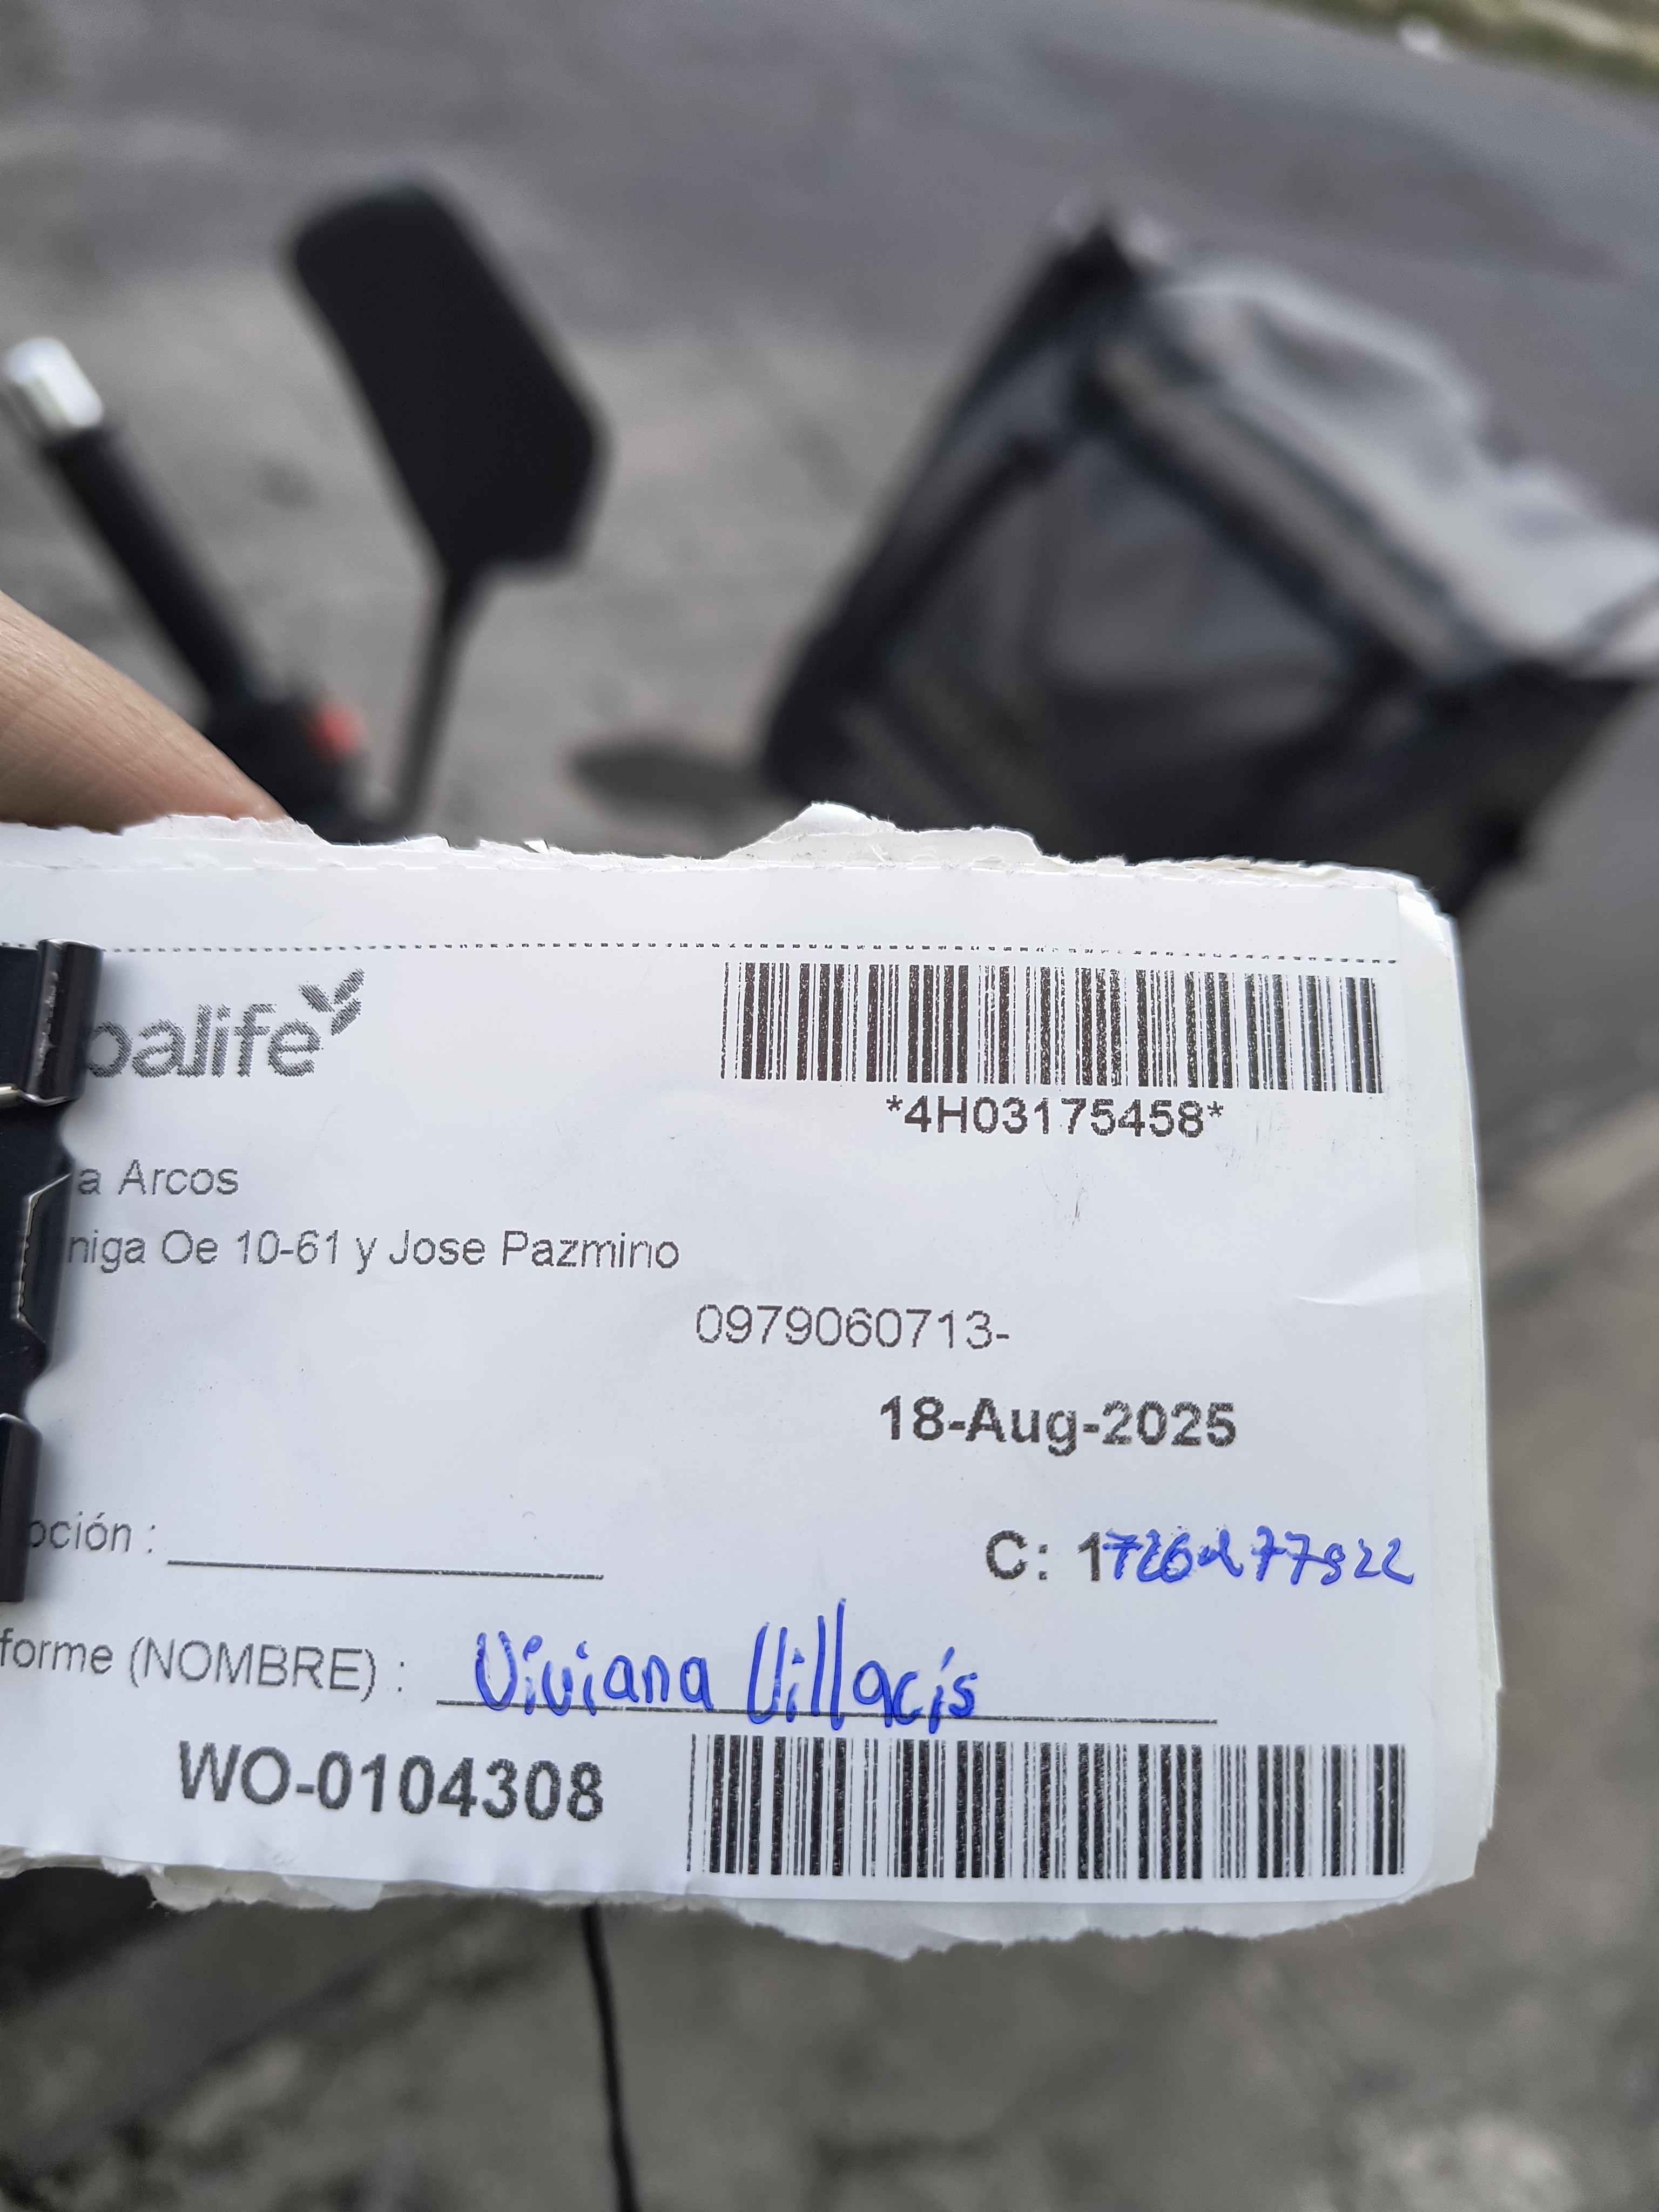 balife
*4H03175458*
a Arcos
niga Oe 10-61 y Jose Pazmino
0979060713-
18-Aug-2025
pción :
C: 1
forme (NOMBRE) : Viviana Villacís
WO-0104308